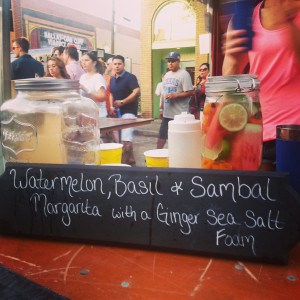 Watermelon, Basil & Sambal
Margarita with a Ginger Sea Salt
Foam